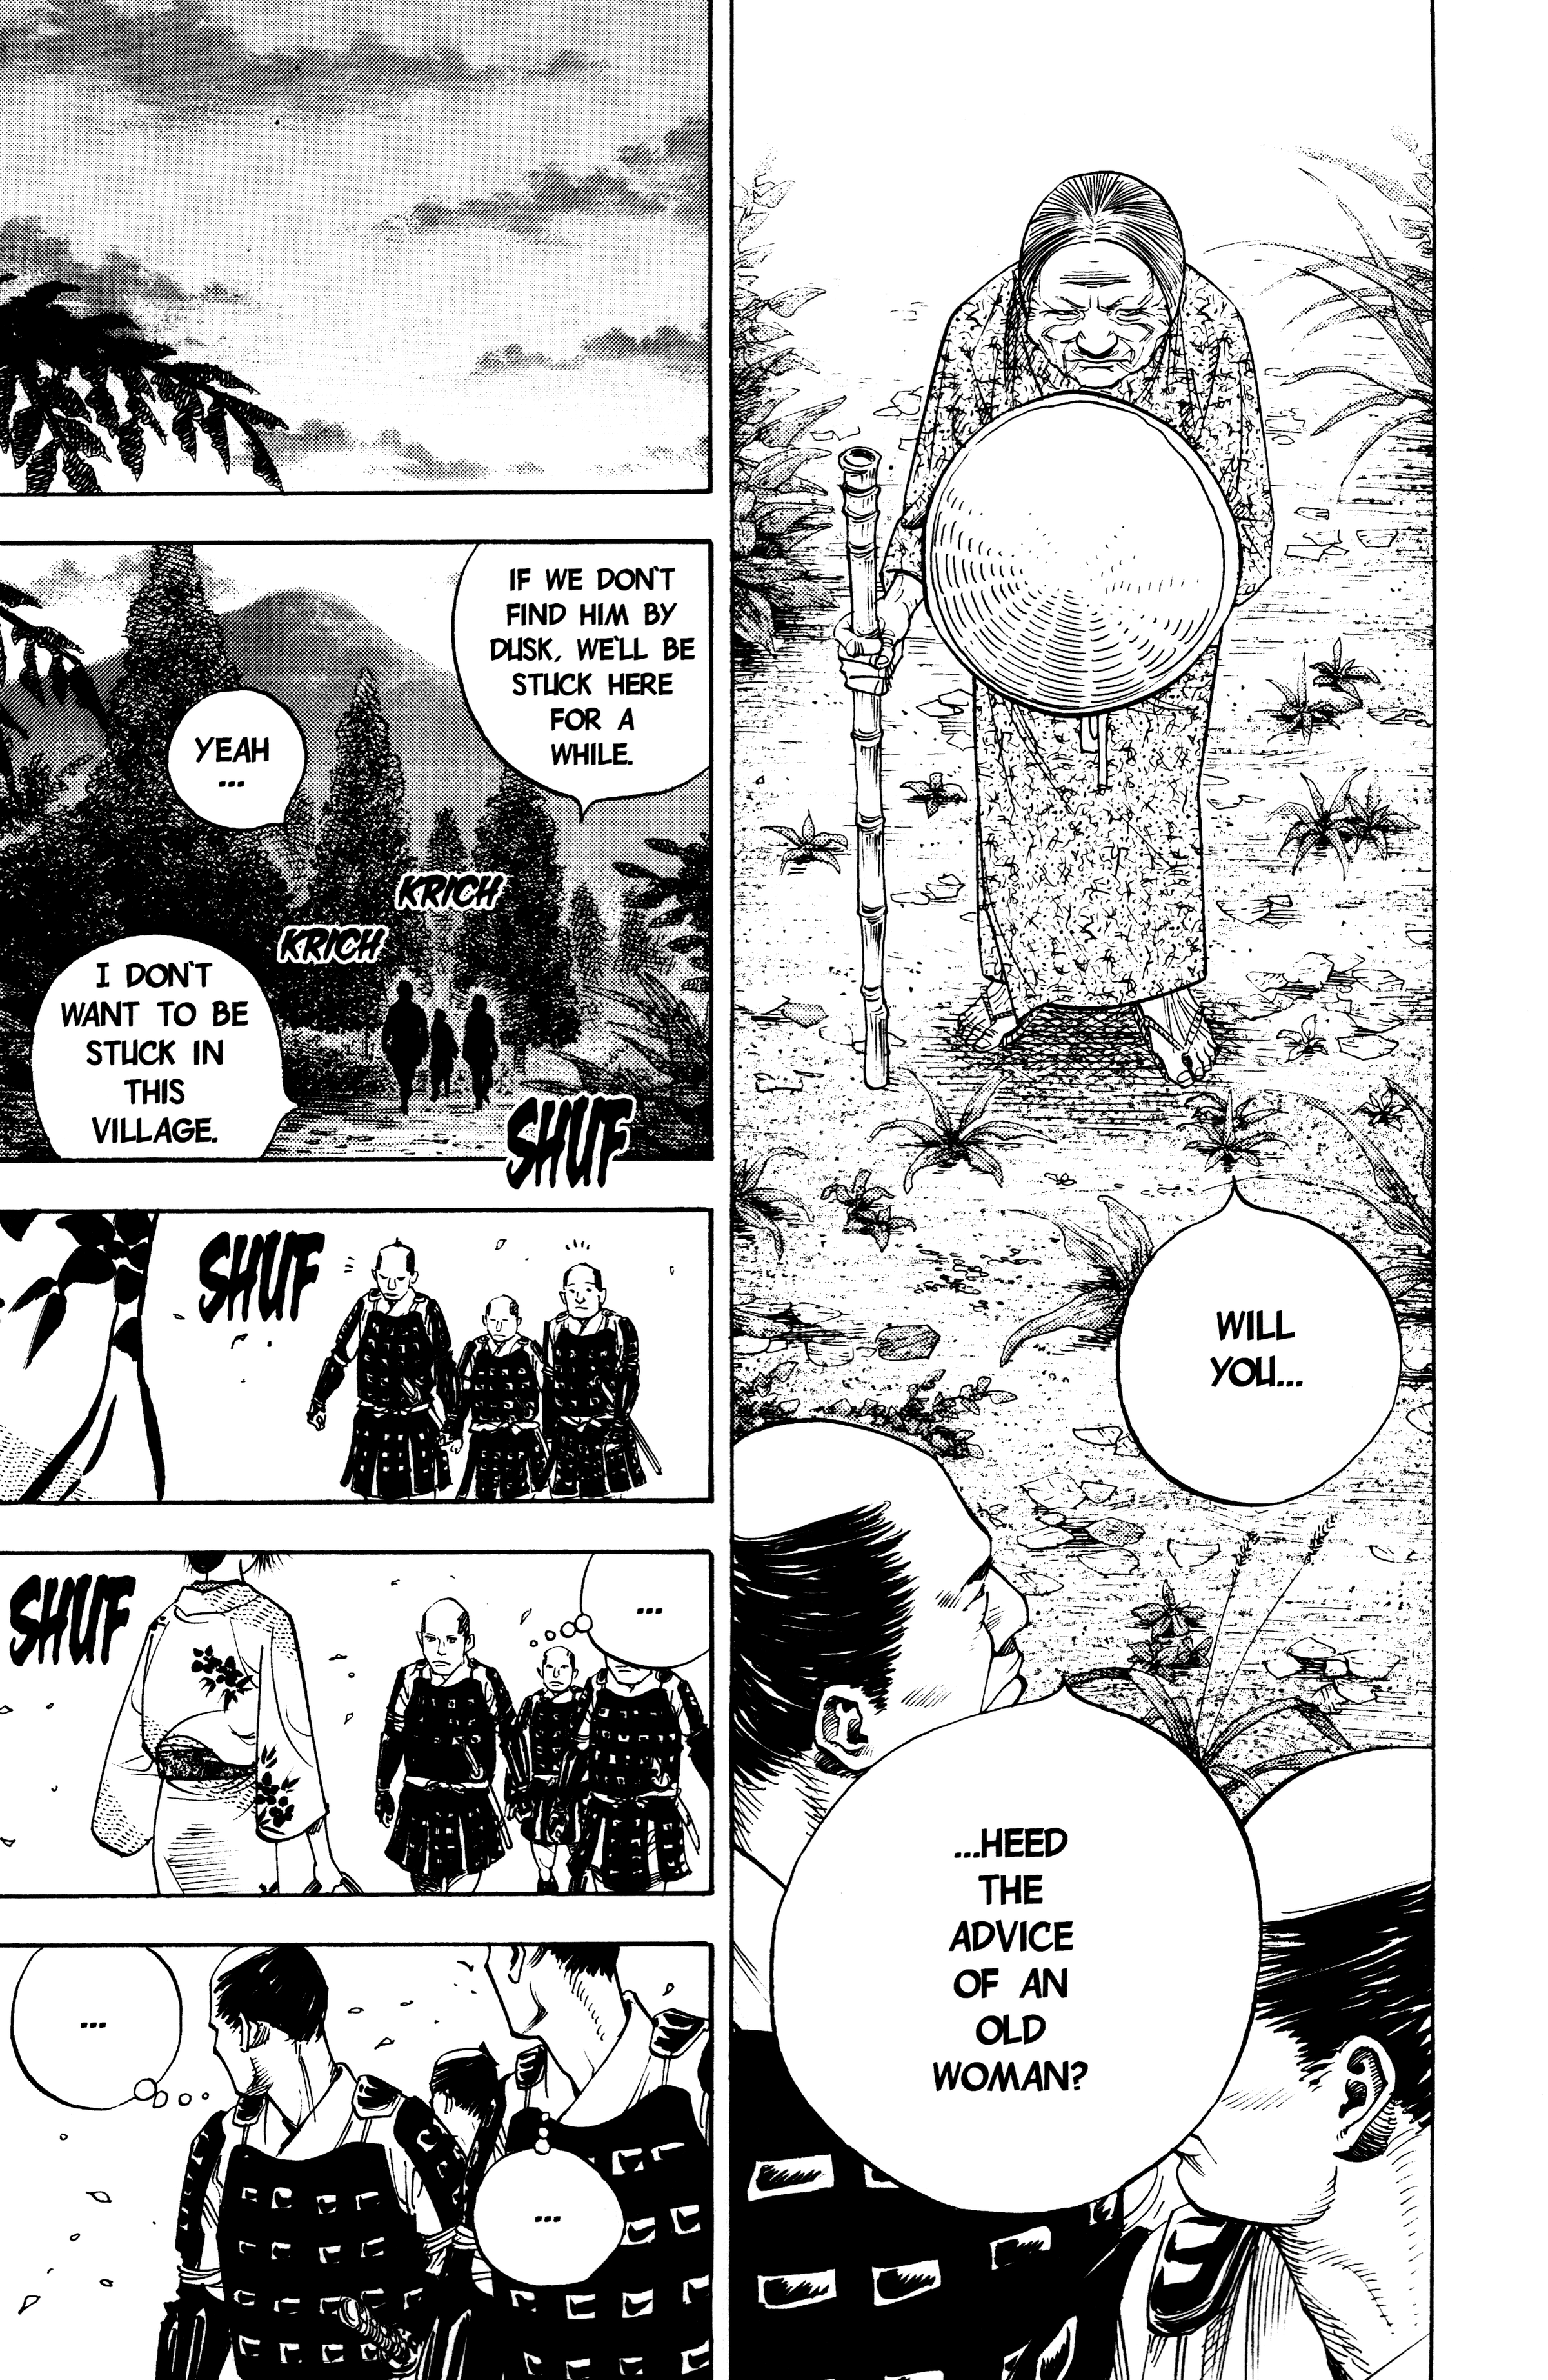 WILL
YOU...
...HEED
THE
ADVICE
OF AN
OLD
WOMAN?
IF WE DON'T
FIND HIM BY
DUSK, WE'LL BE
STUCK HERE
FOR A
WHILE.
YEAH
...
KRICH
KRICH
I DON'T
WANT TO BE
STUCK IN
THIS
VILLAGE.
SHUF
SHUF
...
SHUF
...
...